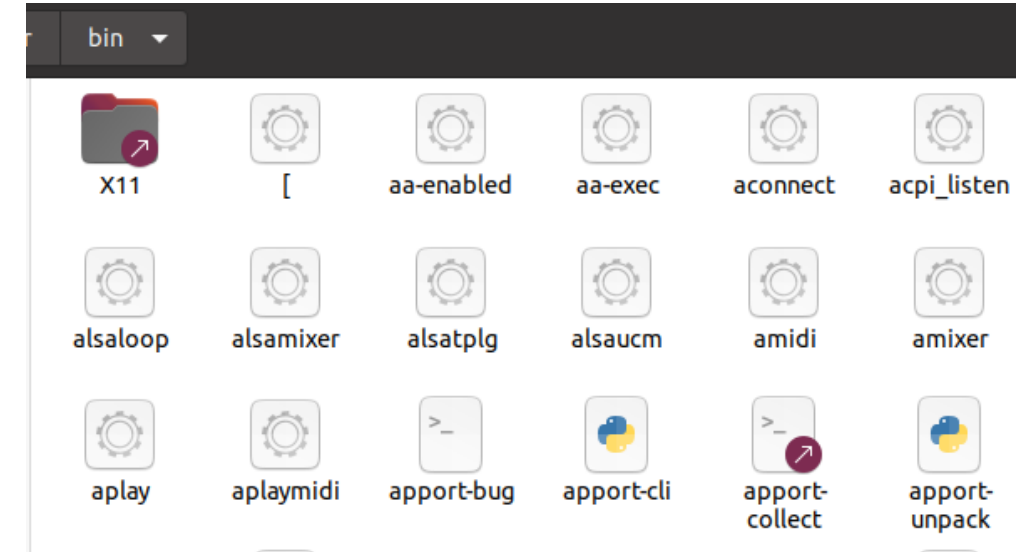 r bin
X11 [ aa-enabled aa-exec aconnect acpi_listen
alsaloop alsamixer alsatplg alsaucm amidi amixer
>_ >_
aplay aplaymidi apport-bug apport-cli apport- apport-
collect unpack